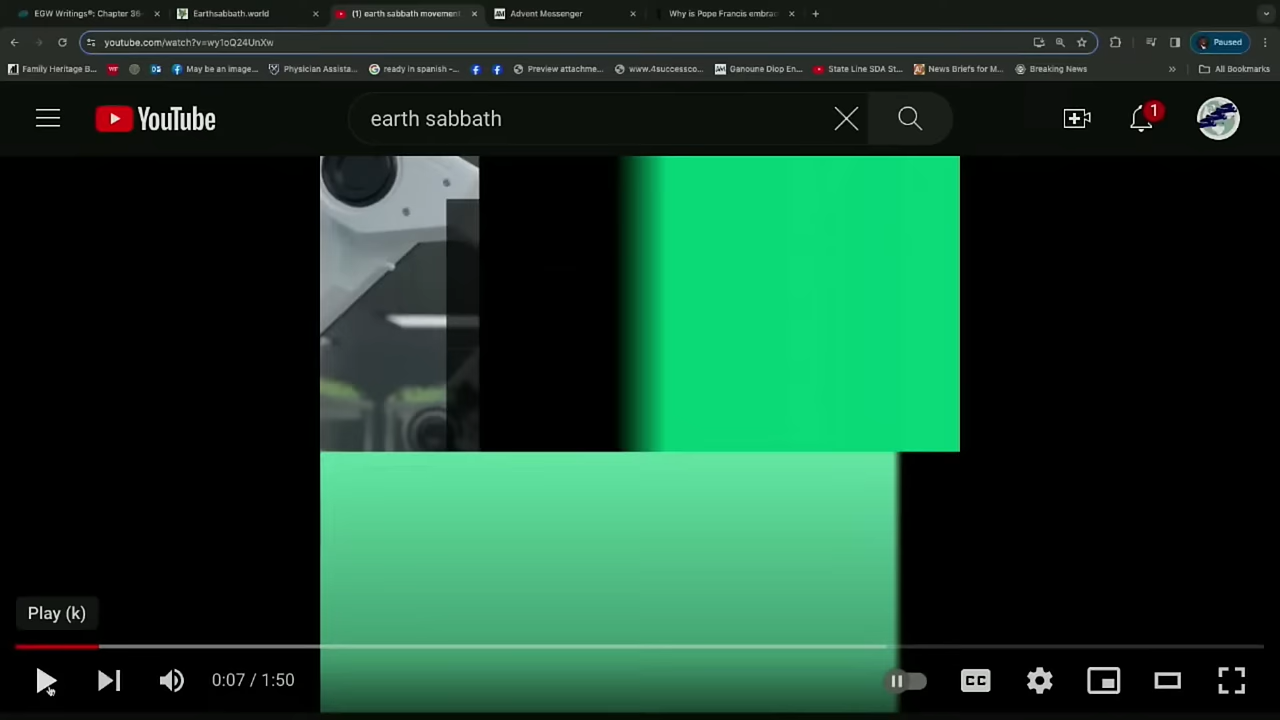 EGW Writings®: Chapter 36
Earthsabbath.world
(1) earth sabbath movement
Advent Messenger
Why is Pope Francis embrac
youtube.com/watch?v=wy1oQ24UnXw
Paused
Family Heritage B...
May be an image...
Physician Assista...
ready in spanish –...
Preview attachme...
www.4successco...
Ganoune Diop En...
State Line SDA St...
News Briefs for M...
Breaking News
All Bookmarks
YouTube
earth sabbath
1
Play (k)
0:07 / 1:50
CC